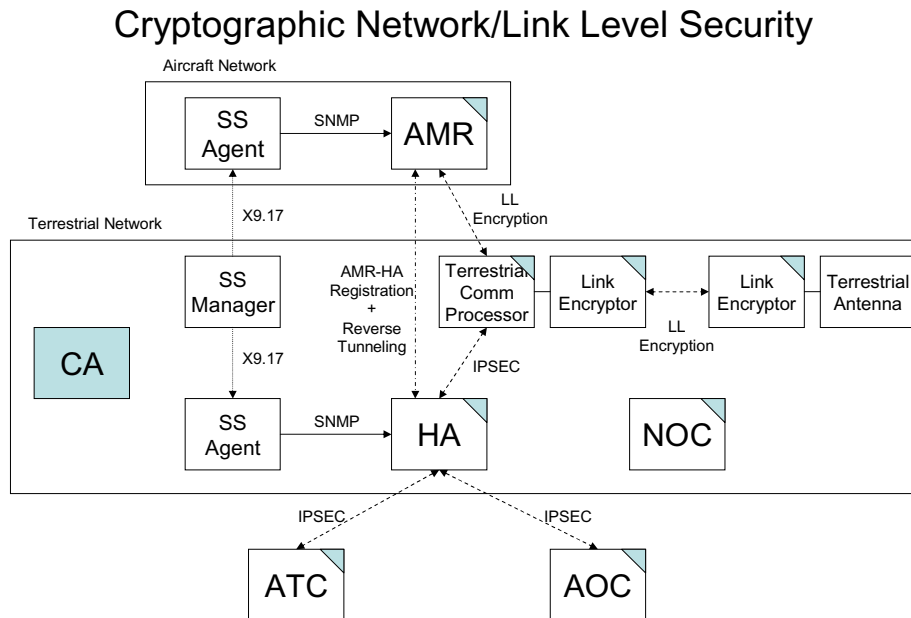 Cryptographic Network/Link Level Security
Aircraft Network
SS
Agent
SNMP
AMR
X9.17
LL
Encryption
Terrestrial Network
SS
Manager
AMR-HA
Registration
+
Reverse
Tunneling
Terrestrial
Comm
Processor
Link
Encryptor
Link
Encryptor
Terrestrial
Antenna
LL
Encryption
CA
X9.17
IPSEC
SS
Agent
SNMP
HA
NOC
IPSEC
IPSEC
ATC
AOC